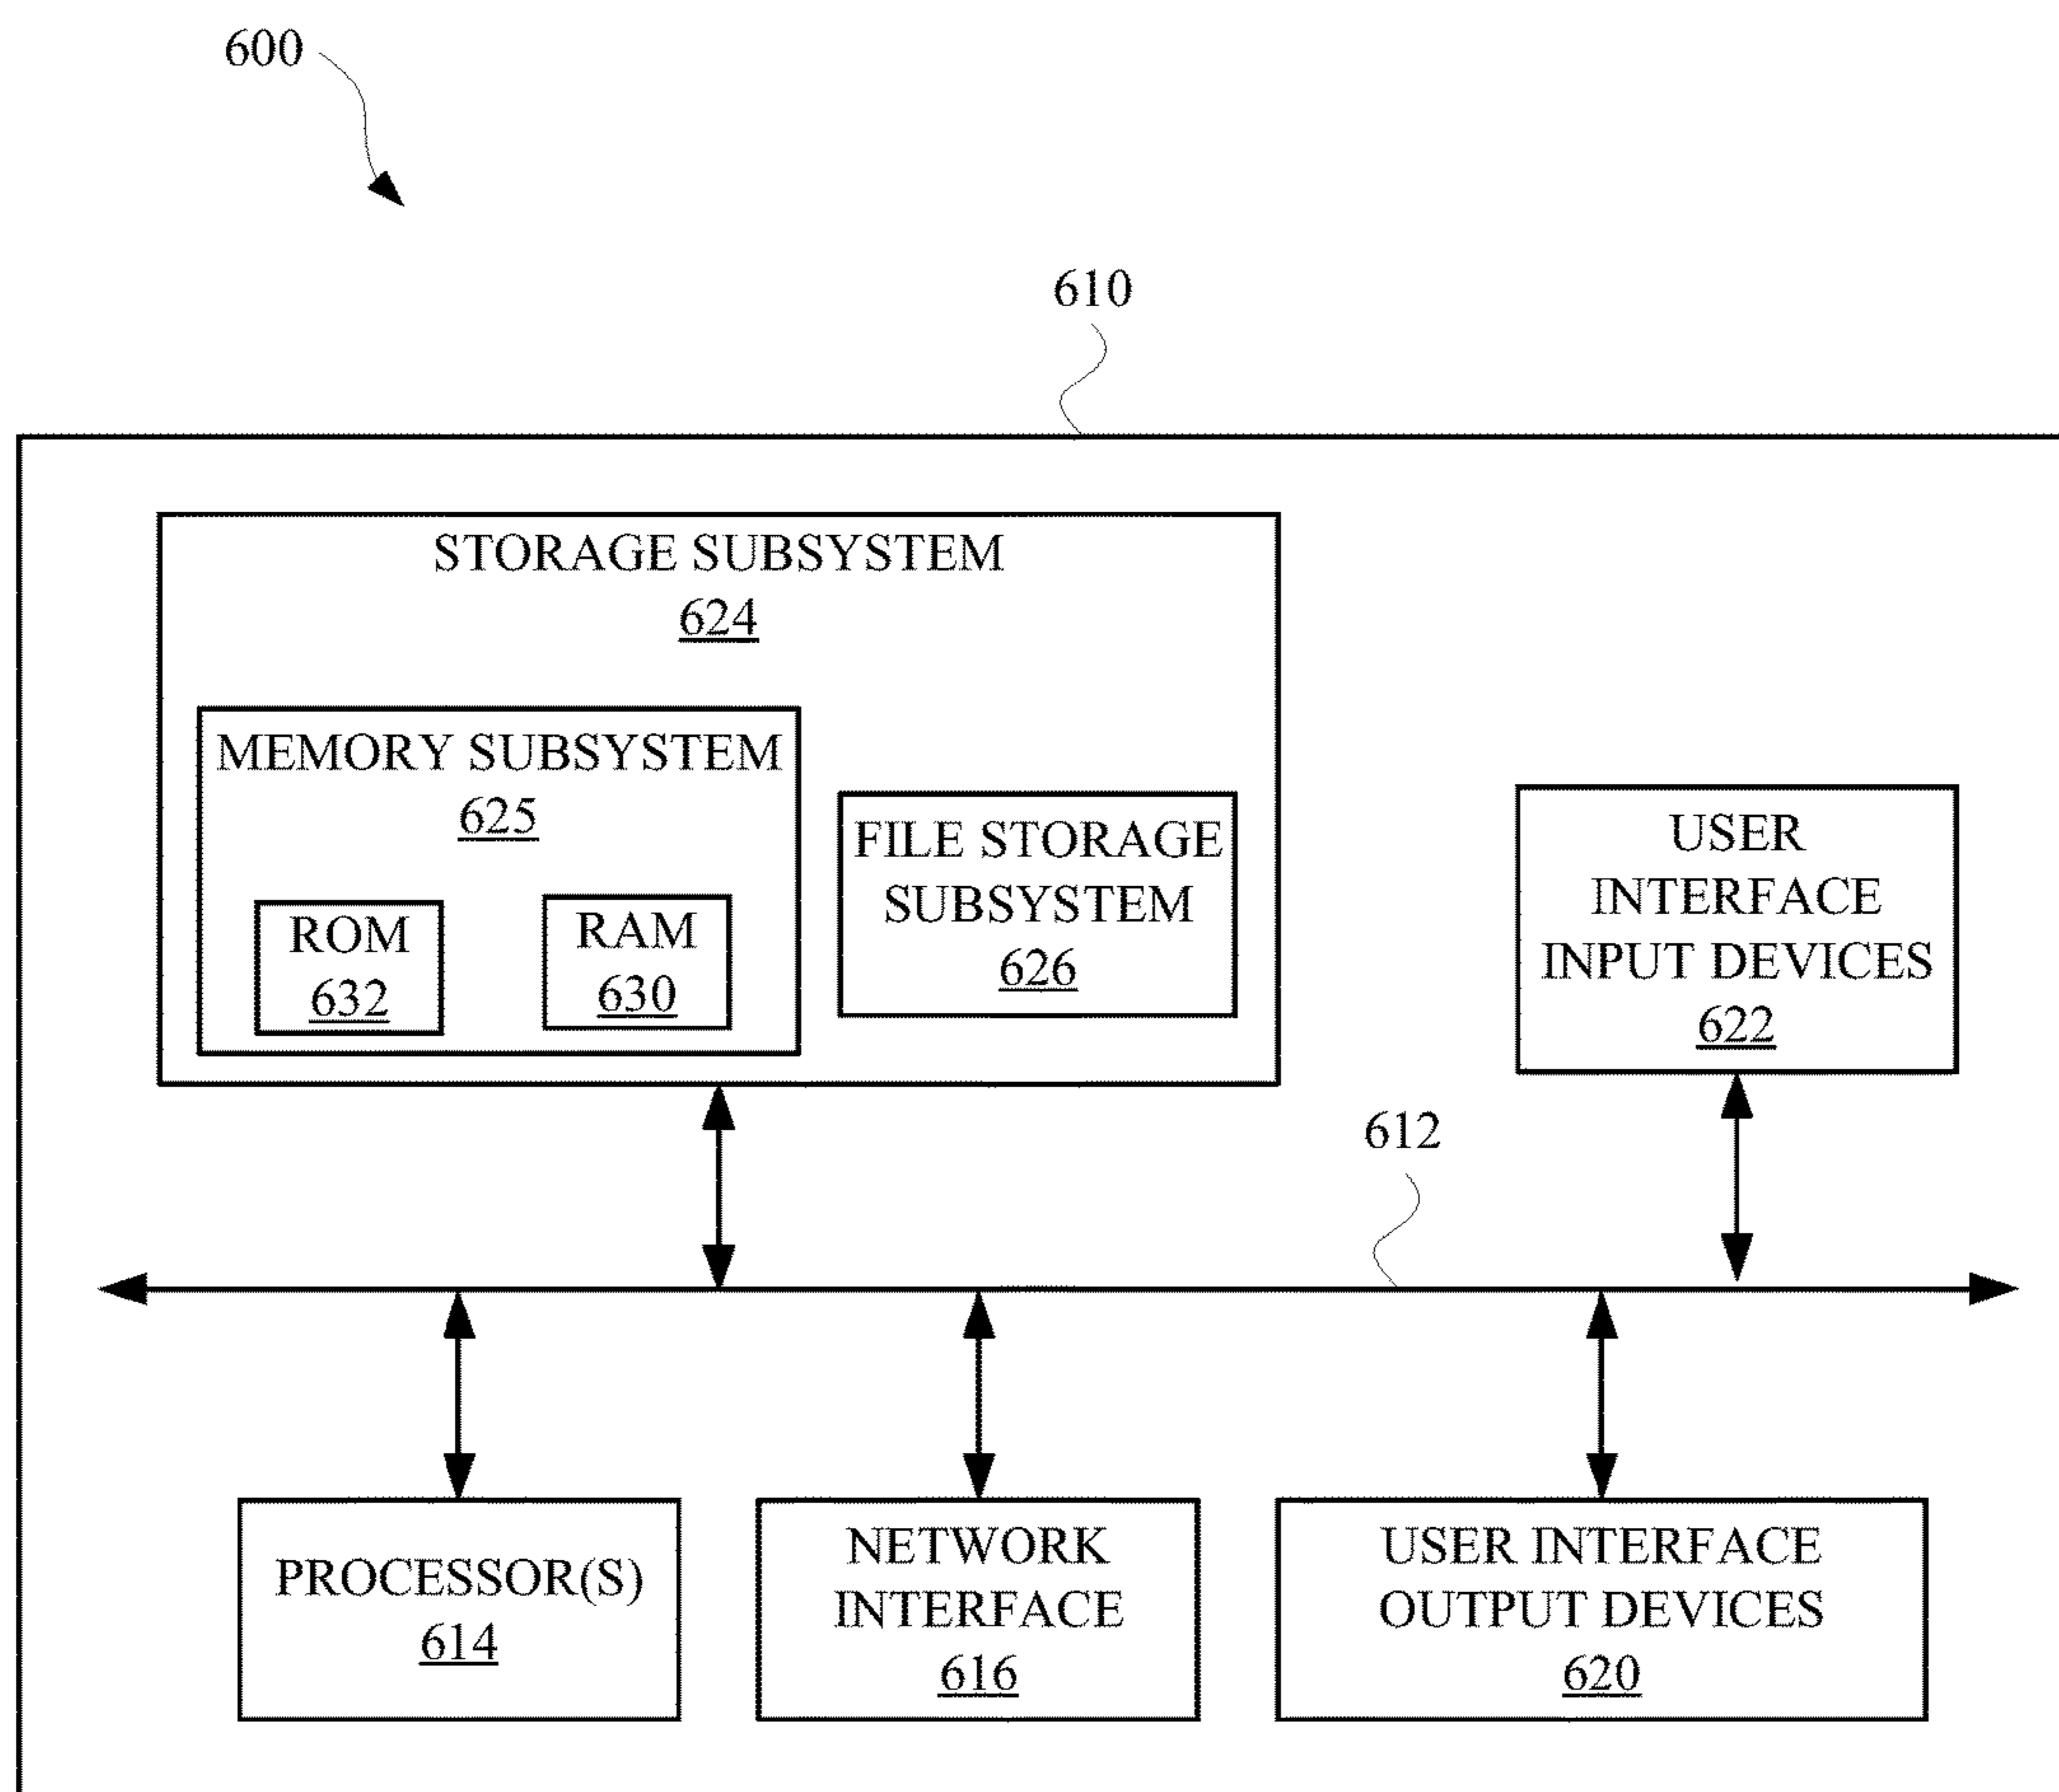 600
610
STORAGE SUBSYSTEM
624
MEMORY SUBSYSTEM
625
ROM
632
RAM
630
FILE STORAGE
SUBSYSTEM
626
USER
INTERFACE
INPUT DEVICES
622
612
PROCESSOR(S)
614
NETWORK
INTERFACE
616
USER INTERFACE
OUTPUT DEVICES
620